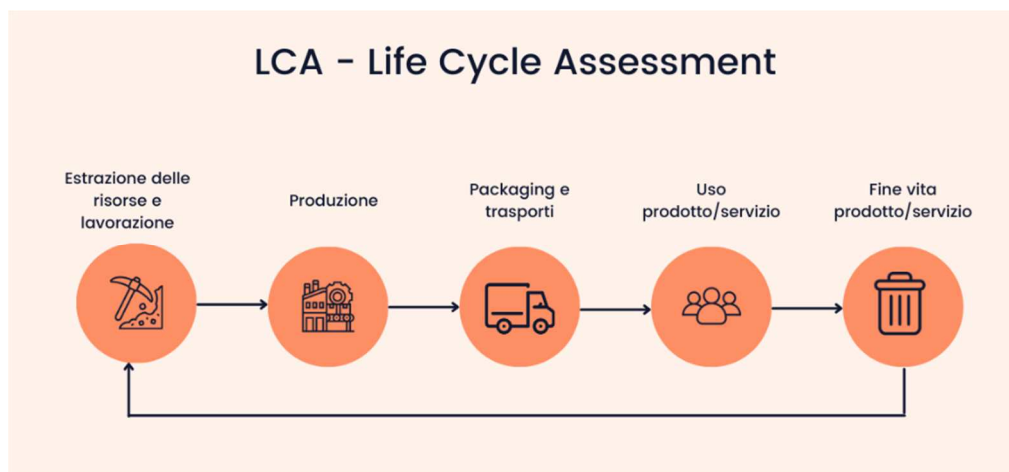 LCA - Life Cycle Assessment
Estrazione delle
risorse e
lavorazione
Produzione
Packaging e
trasporti
Uso
prodotto/servizio
Fine vita
prodotto/servizio